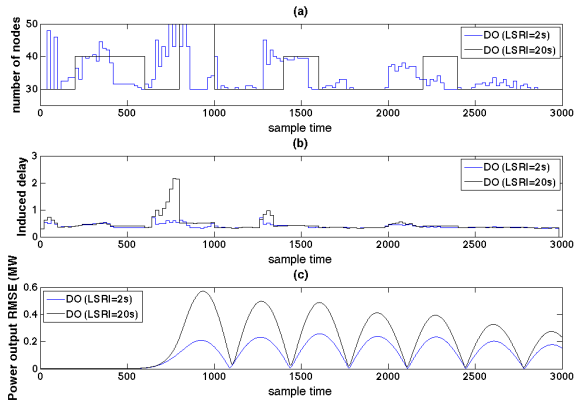 (a)
number of nodes
50
40
30
DO (LSRI=2s)
DO (LSRI=20s)
0
500
1000
1500
2000
2500
3000
sample time
(b)
Induced delay
3
2
1
0
DO (LSRI=2s)
DO (LSRI=20s)
0
500
1000
1500
2000
2500
3000
sample time
(c)
Power output RMSE (MW
0.6
0.4
0.2
0
DO (LSRI=2s)
DO (LSRI=20s)
0
500
1000
1500
2000
2500
3000
sample time